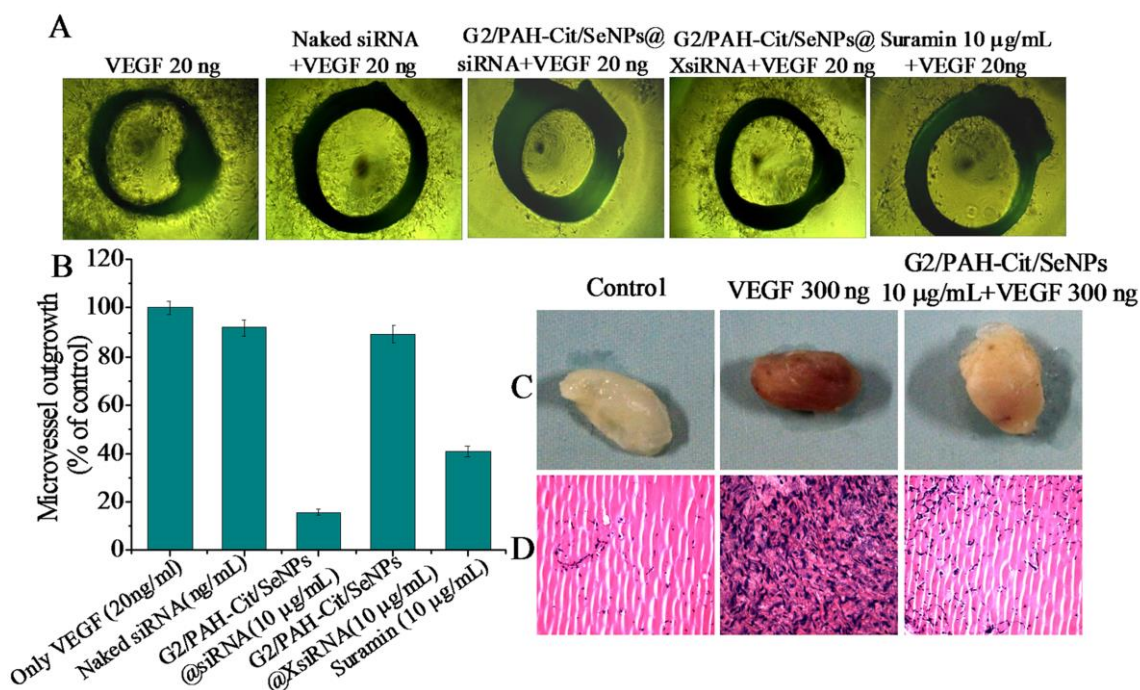 A
VEGF 20 ng
Naked siRNA
+VEGF 20 ng
G2/PAH-Cit/SeNPs@
siRNA+VEGF 20 ng
G2/PAH-Cit/SeNPs@
XsiRNA+VEGF 20 ng
Suramin 10 µg/mL
+VEGF 20ng
B
Microvessel outgrowth
(% of control)
120
100
80
60
40
20
0
Only VEGF (20ng/ml)
Naked siRNA(ng/mL)
G2/PAH-Cit/SeNPs
@siRNA(10 µg/mL)
G2/PAH-Cit/SeNPs
@XsiRNA(10 µg/mL)
Suramin (10 µg/mL)
Control
VEGF 300 ng
G2/PAH-Cit/SeNPs
10 µg/mL+VEGF 300 ng
C
D